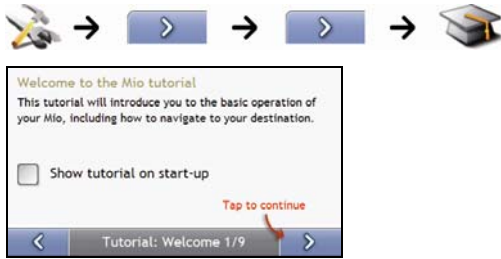 Welcome to the Mio tutorial
This tutorial will introduce you to the basic operation of
your Mio, including how to navigate to your destination.
Show tutorial on start-up
Tap to continue
Tutorial: Welcome 1/9